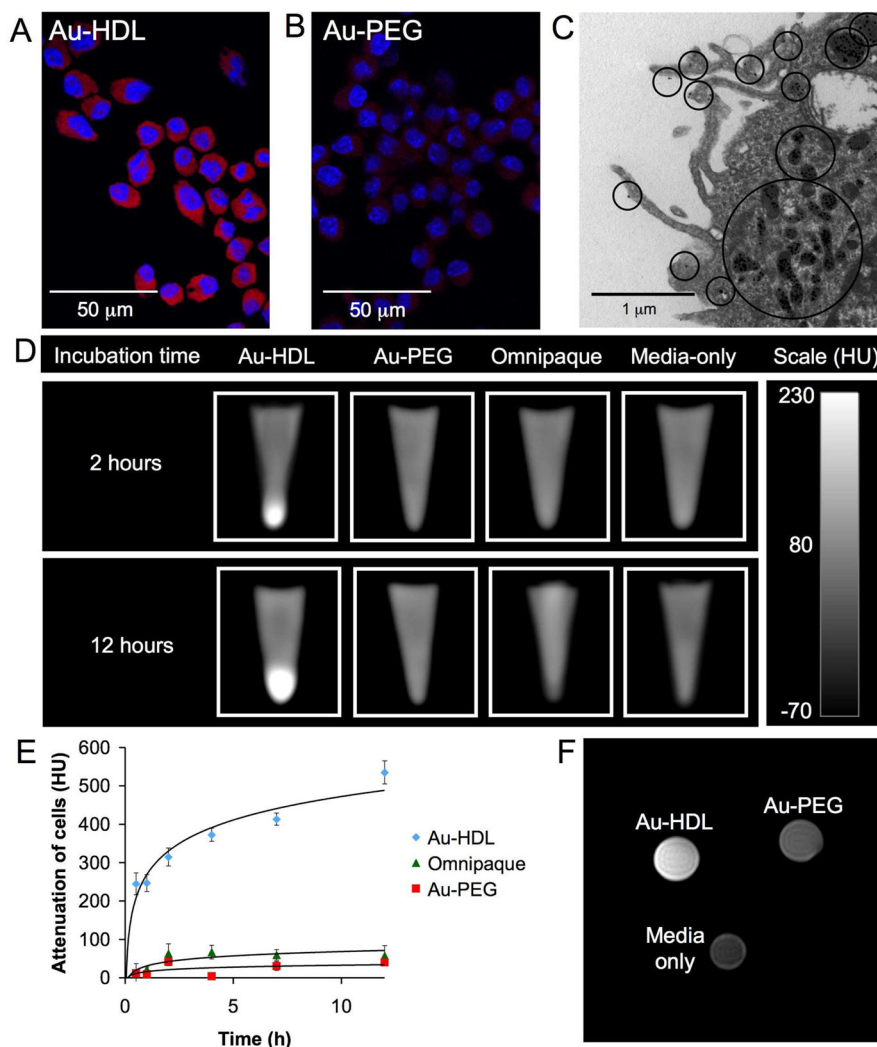 A
Au-HDL
50 μm
B
Au-PEG
50 μm
C
1 μm
D
Incubation time Au-HDL Au-PEG Omnipaque Media-only Scale (HU)
2 hours
12 hours
230
80
-70
E
600
500
400
300
200
100
0
0 5 10
Attenuation of cells (HU)
Time (h)
Au-HDL
Omnipaque
Au-PEG
F
Au-HDL
Au-PEG
Media
only